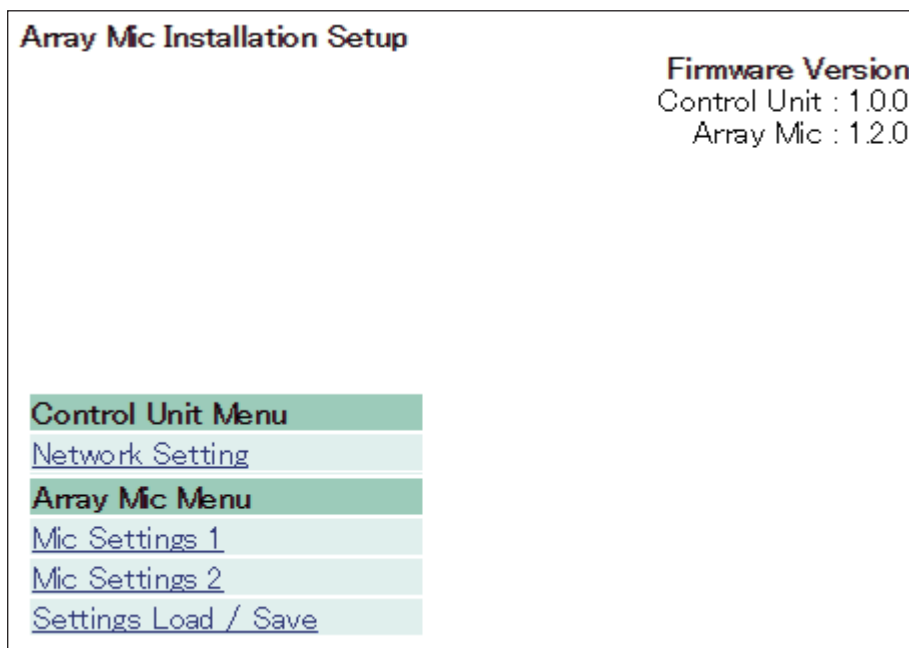 Array Mic Installation Setup
Firmware Version
Control Unit : 1.0.0
Array Mic : 1.2.0
Control Unit Menu
Network Setting
Array Mic Menu
Mic Settings 1
Mic Settings 2
Settings Load / Save